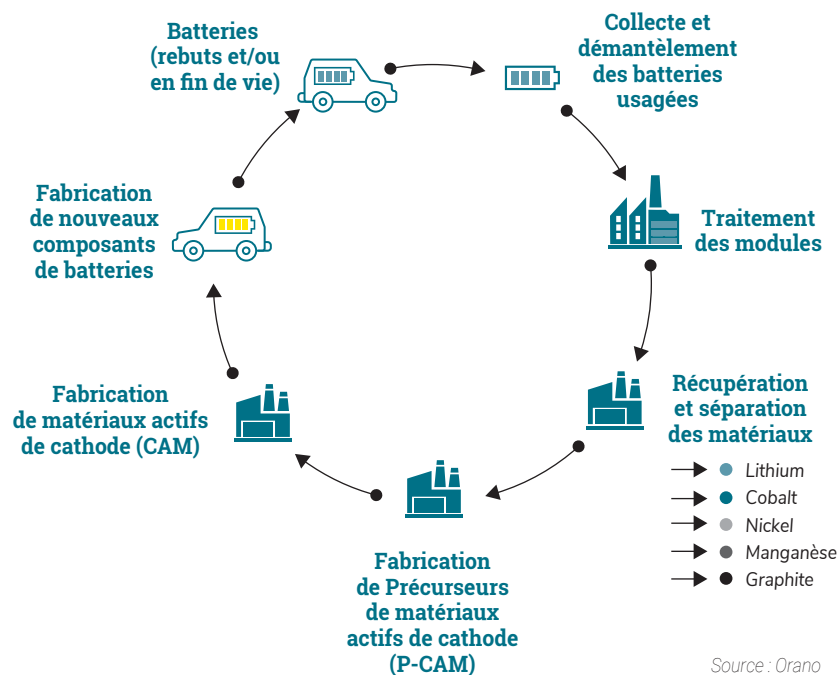 Batteries
(rebuts et/ou
en fin de vie)
Collecte et
démantèlement
des batteries
usagées
Traitement
des modules
Récupération
et séparation
des matériaux
Lithium
Cobalt
Nickel
Manganèse
Graphite
Fabrication
de Précurseurs
de matériaux
actifs de cathode
(P-CAM)
Fabrication
de matériaux actifs
de cathode (CAM)
Fabrication
de nouveaux
composants
de batteries
Source : Orano